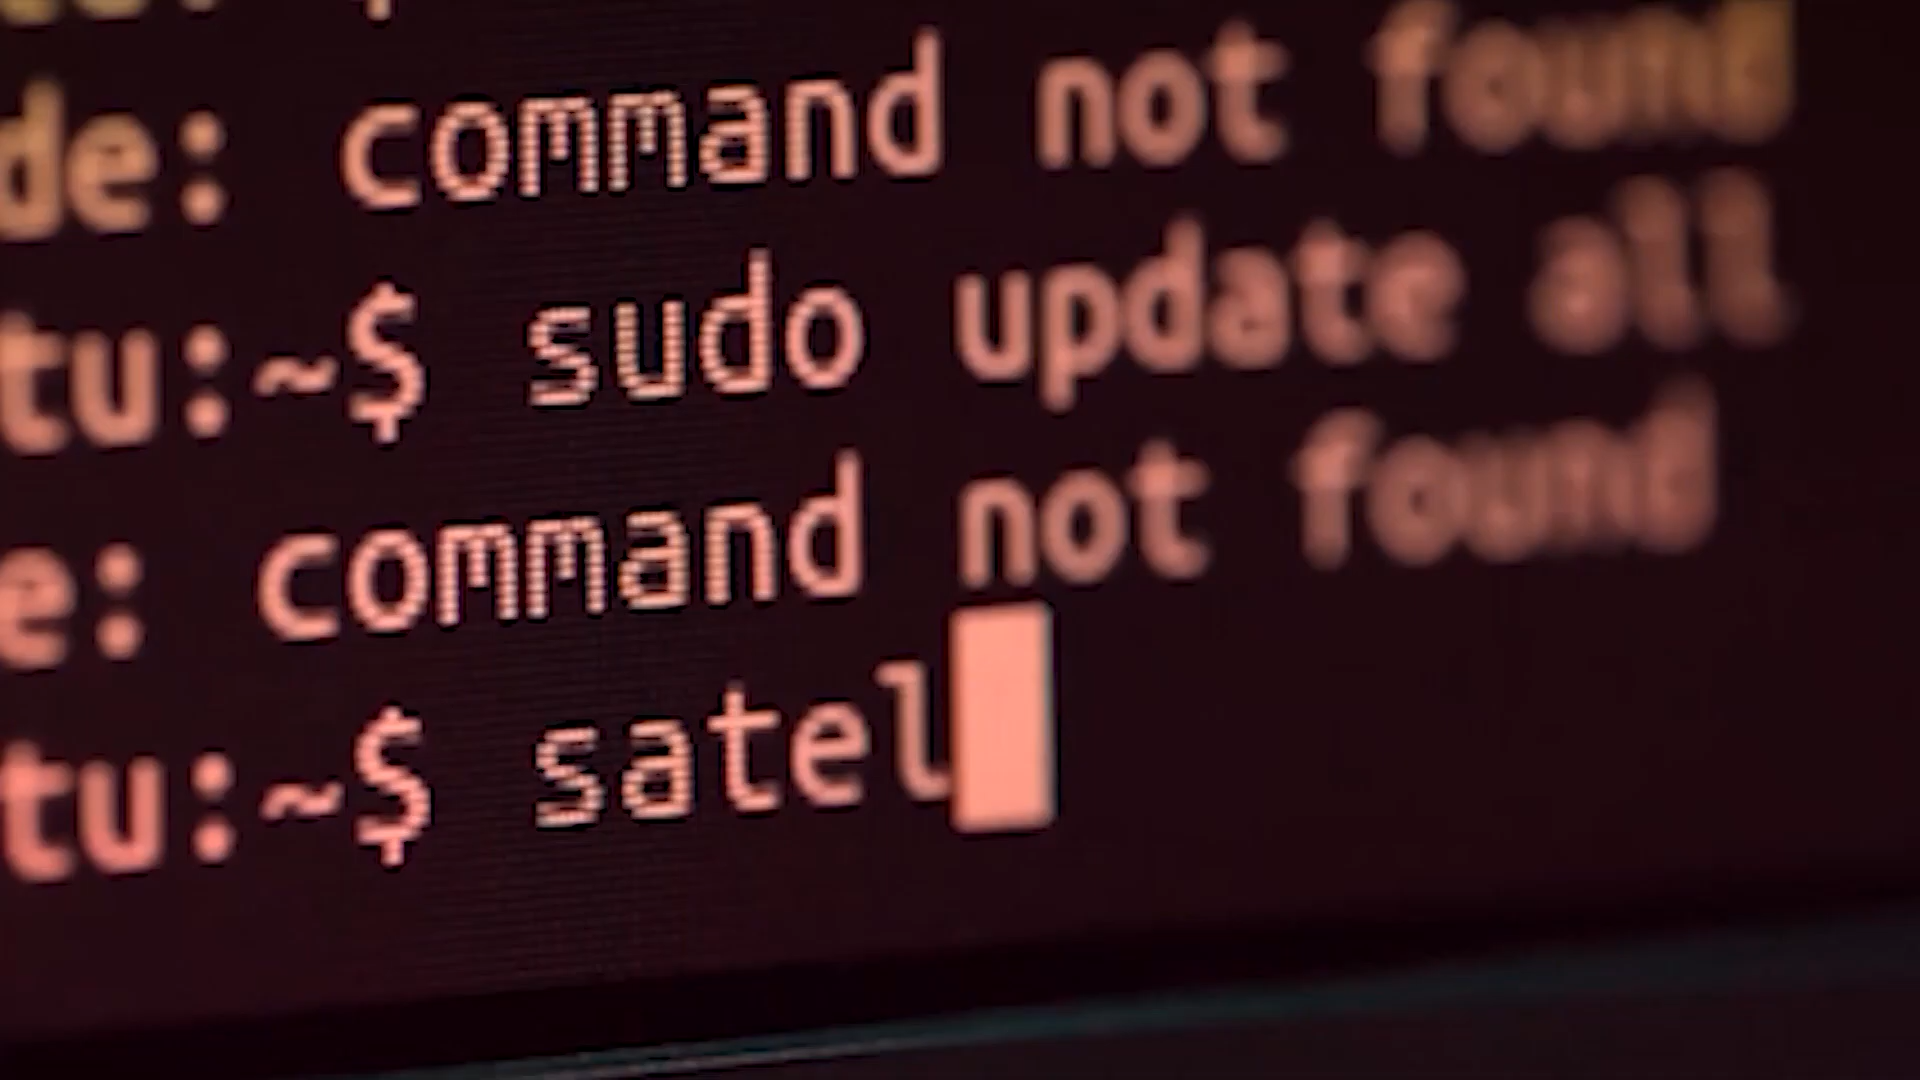 de: command not found
tu:~$ sudo update all
e: command not found
tu:~$ satel